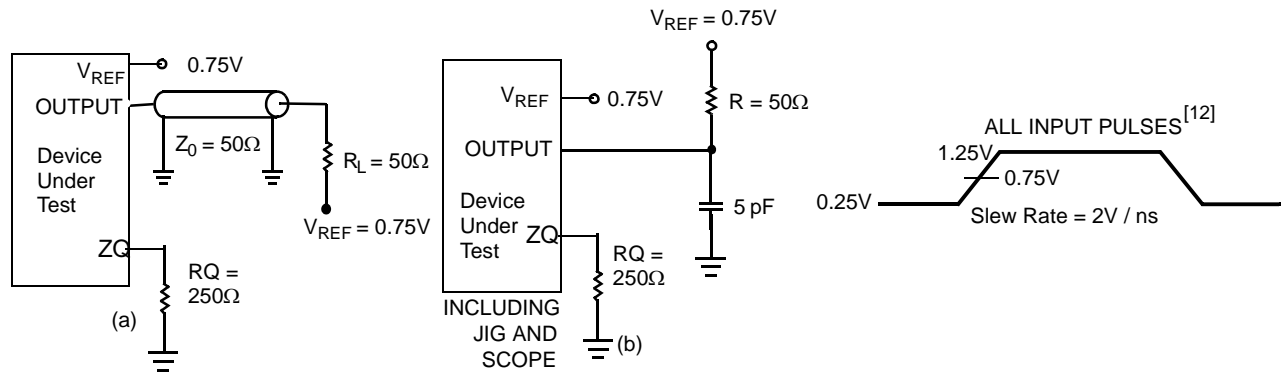 V_REF
0.75V
OUTPUT
Z_0 = 50Ω
Device
Under
Test
R_L = 50Ω
V_REF = 0.75V
ZQ
RQ =
250Ω
(a)
V_REF = 0.75V
V_REF
0.75V
R = 50Ω
OUTPUT
Device
Under
Test
5 pF
ZQ
RQ =
250Ω
INCLUDING
JIG AND
SCOPE
(b)
ALL INPUT PULSES[12]
1.25V
0.75V
0.25V
Slew Rate = 2V / ns